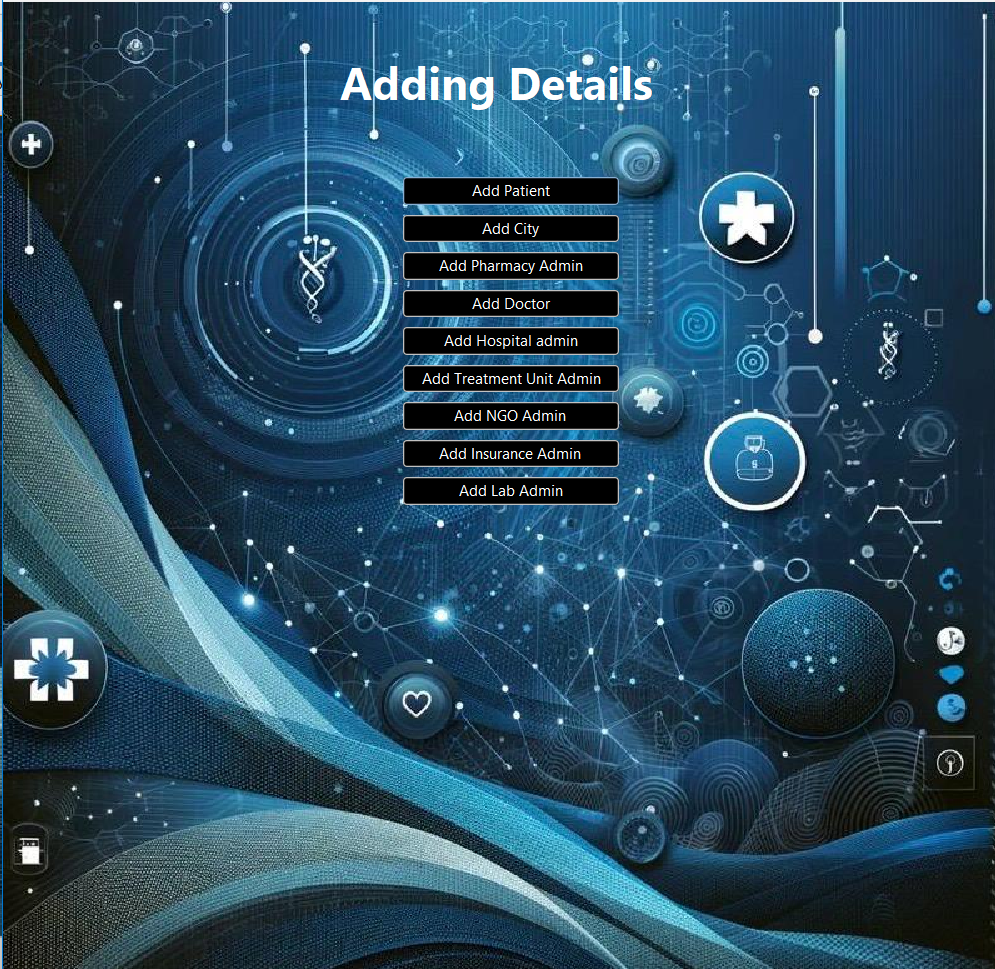 Adding Details
Add Patient
Add City
Add Pharmacy Admin
Add Doctor
Add Hospital admin
Add Treatment Unit Admin
Add NGO Admin
Add Insurance Admin
Add Lab Admin